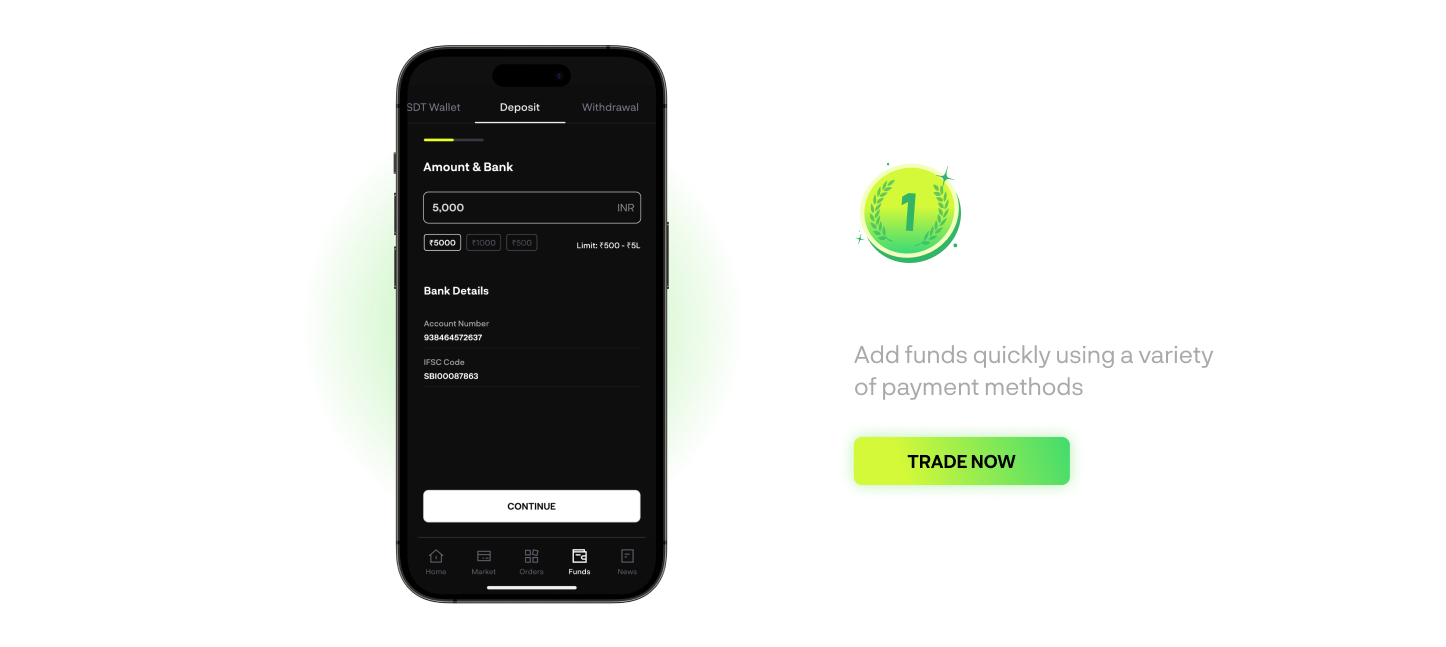 SDT Wallet
Deposit
Withdrawal
Amount & Bank
5,000
INR
₹5000
₹1000
₹500
Limit: ₹500 - ₹5L
Bank Details
Account Number
938464572637
IFSC Code
SBI00087863
CONTINUE
Home
Market
Orders
Funds
News
1
Add funds quickly using a variety
of payment methods
TRADE NOW